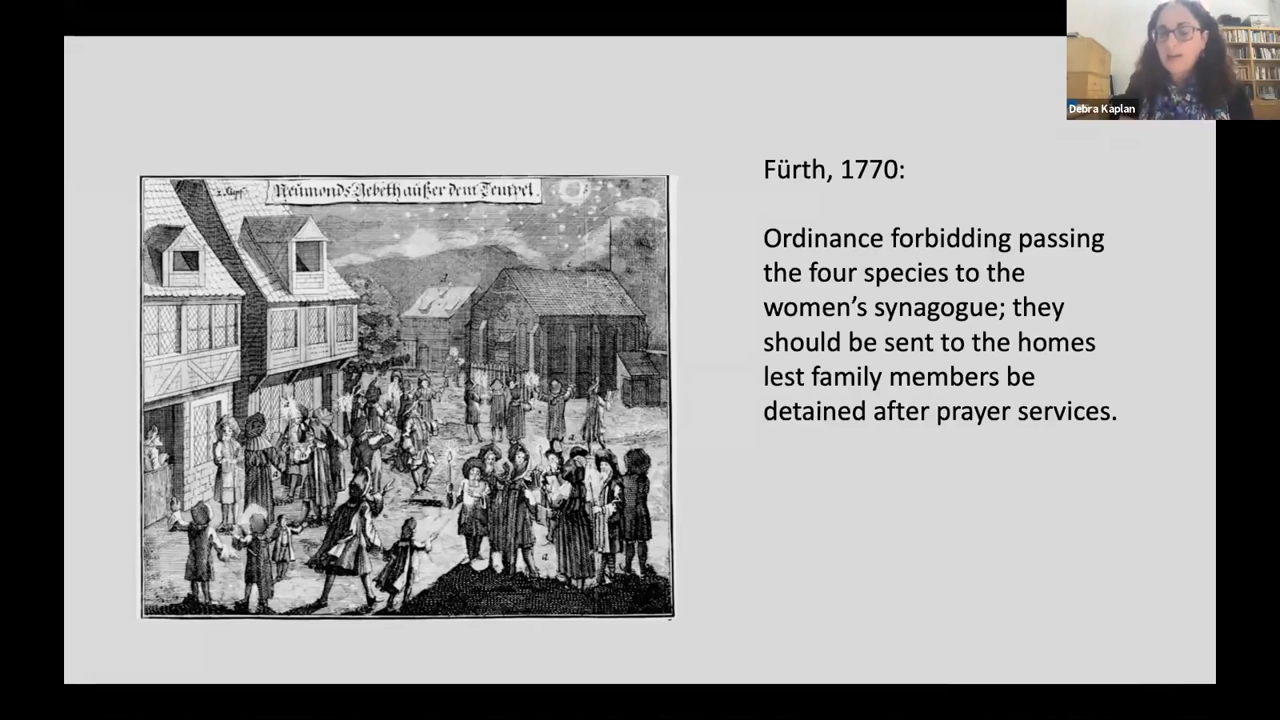 Debra Kaplan
Neümonds Gebeth außer dem Tempel.
Fürth, 1770:
Ordinance forbidding passing
the four species to the
women’s synagogue; they
should be sent to the homes
lest family members be
detained after prayer services.